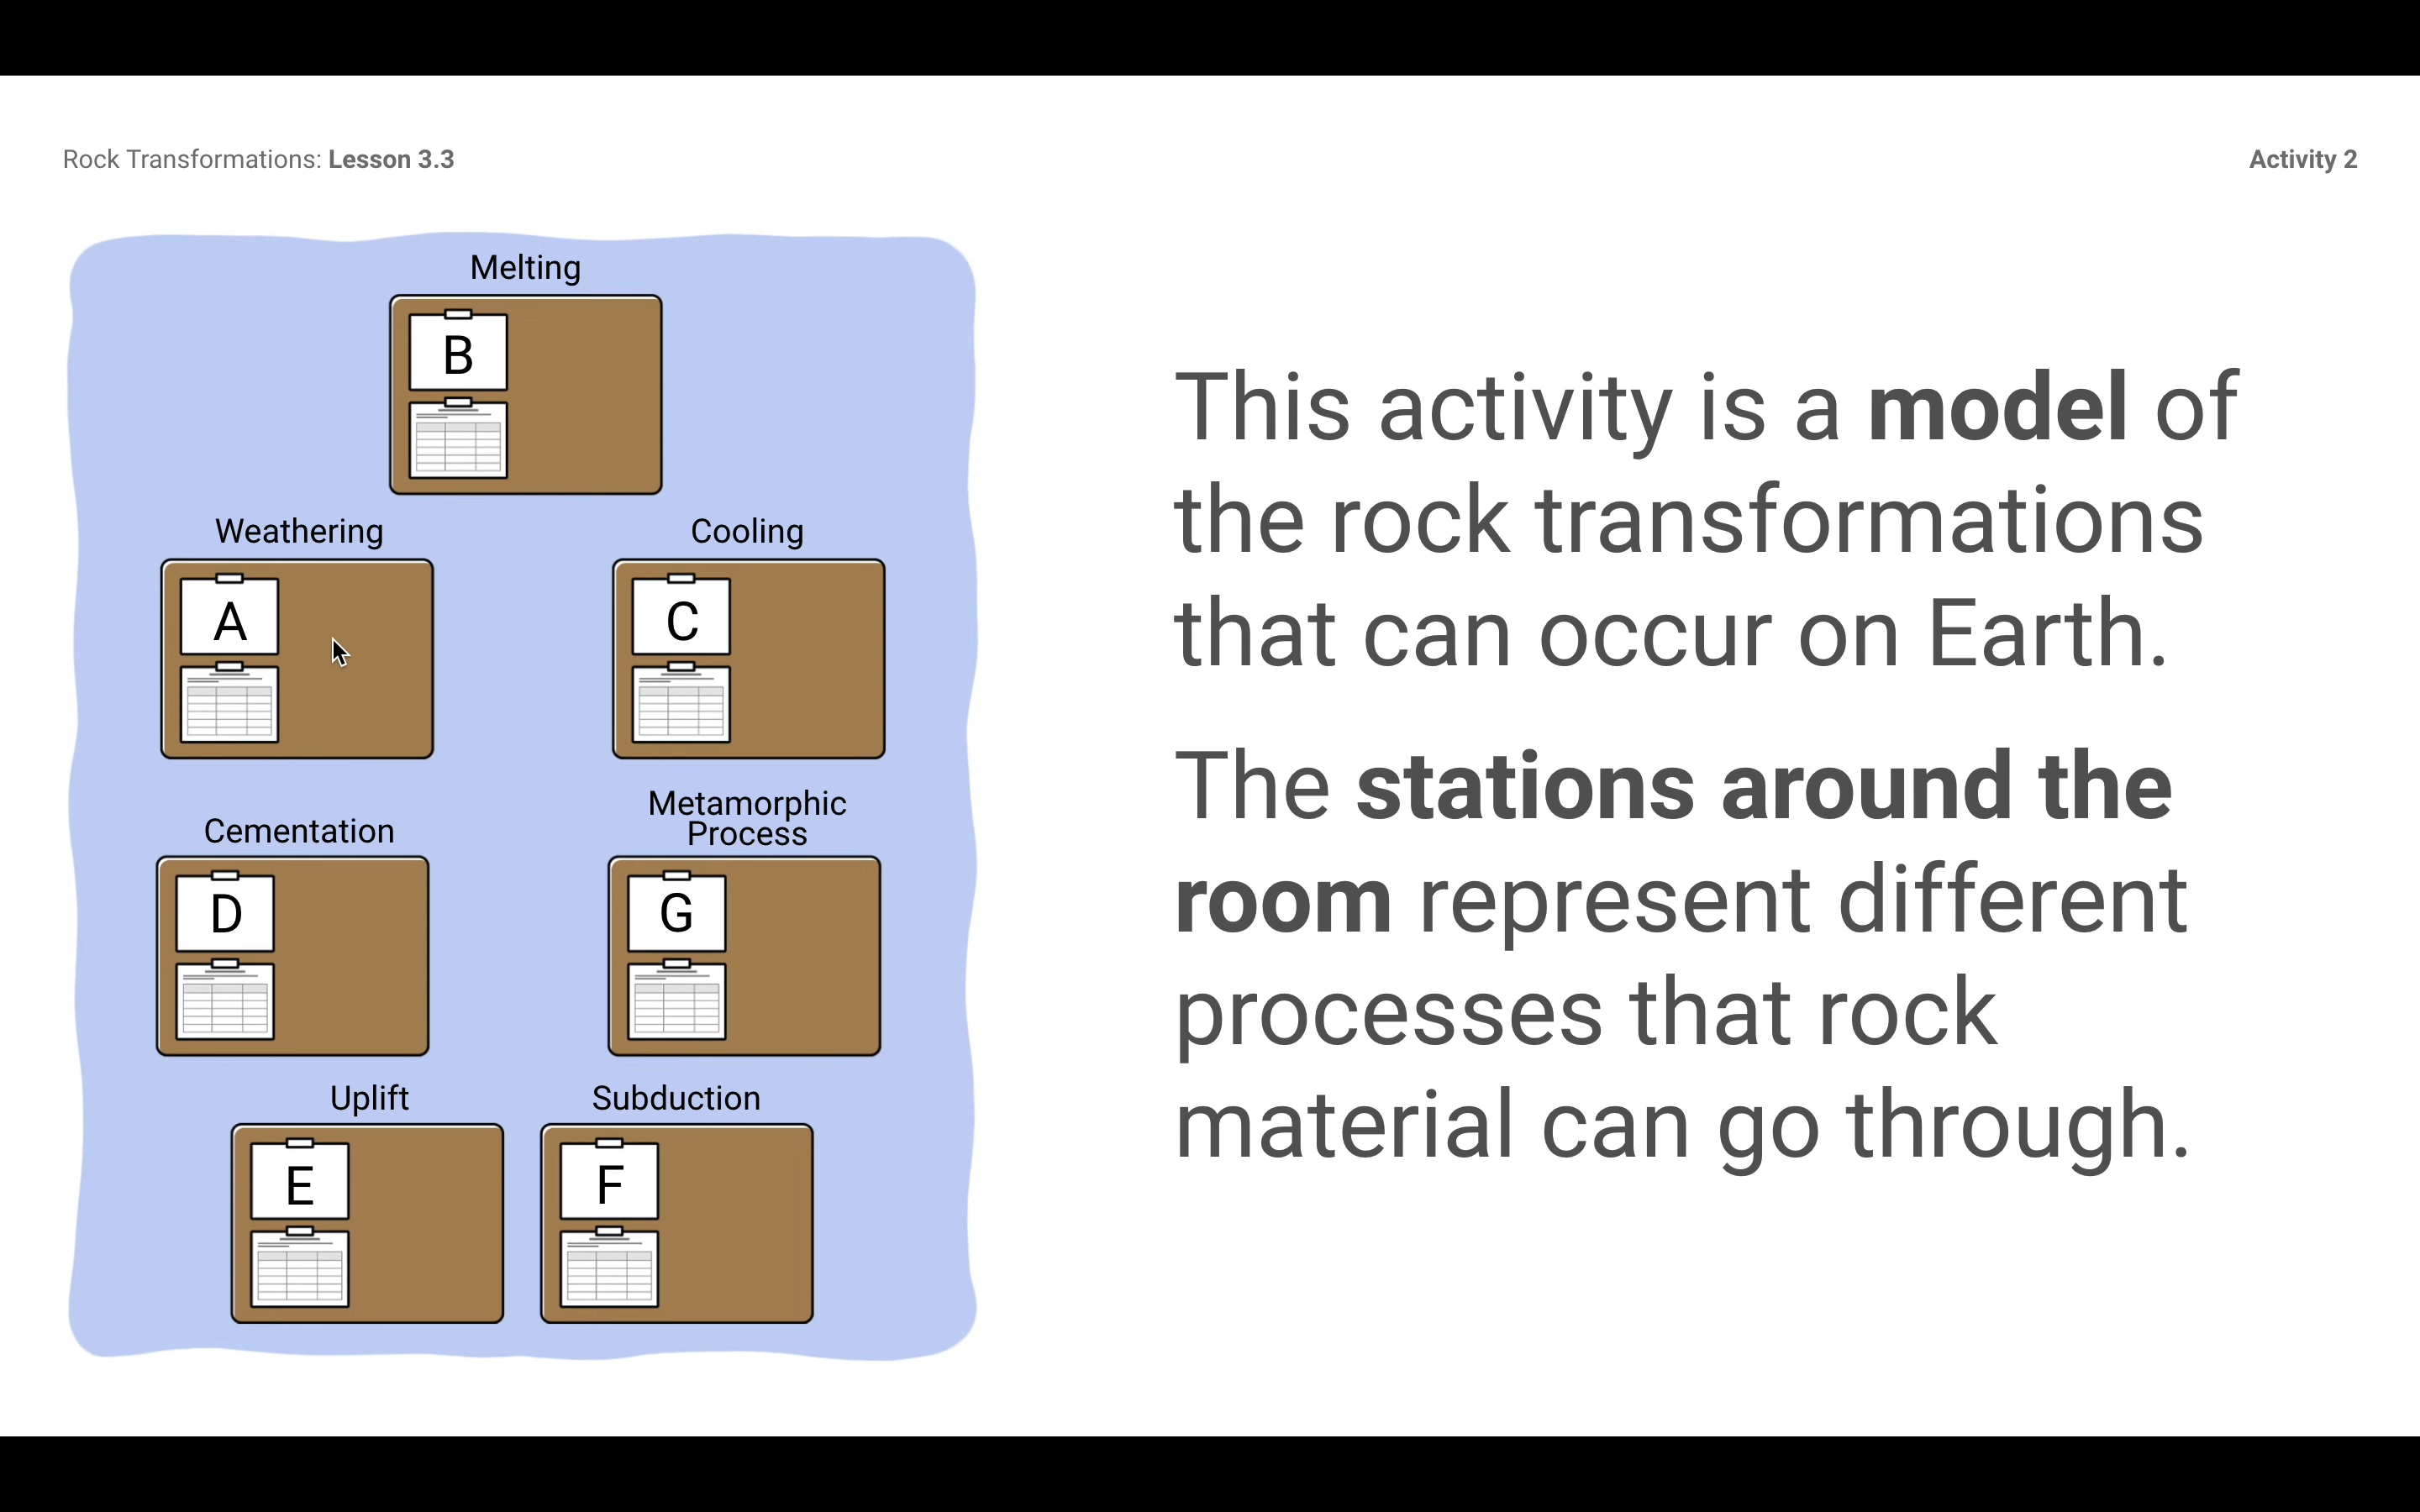 Rock Transformations: Lesson 3.3
Activity 2
Melting
B
Weathering
A
Cooling
C
Cementation
D
Metamorphic
Process
G
Uplift
E
Subduction
F
This activity is a model of
the rock transformations
that can occur on Earth.
The stations around the
room represent different
processes that rock
material can go through.